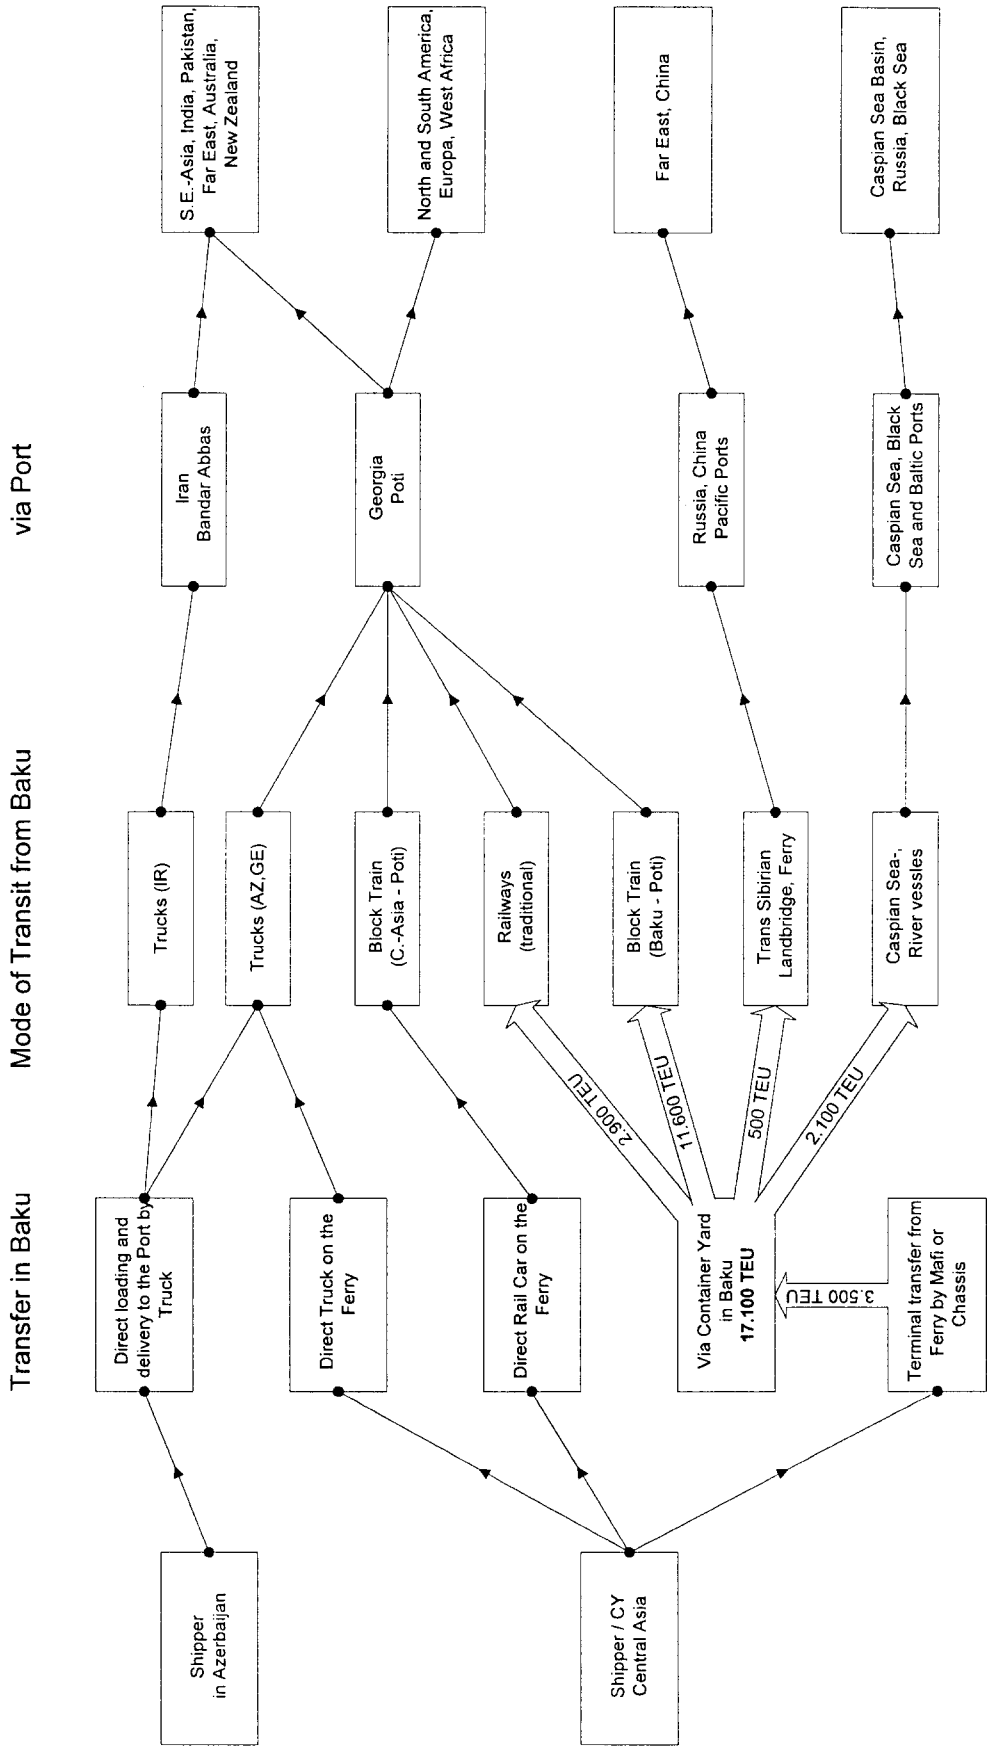 Transfer in Baku
Mode of Transit from Baku
via Port
Shipper
in Azerbaijan
Shipper / CY
Central Asia
Direct loading and
delivery to the Port by
Truck
Direct Truck on the
Ferry
Direct Rail Car on the
Ferry
Via Container Yard
in Baku
17.100 TEU
3.500 TEU
Terminal transfer from
Ferry by Mafi or
Chassis
2.900 TEU
11.600 TEU
500 TEU
2.100 TEU
Trucks (IR)
Trucks (AZ,GE)
Block Train
(C.-Asia - Poti)
Railways
(traditional)
Block Train
(Baku - Poti)
Trans Sibirian
Landbridge, Ferry
Caspian Sea-,
River vessles
Iran
Bandar Abbas
Georgia
Poti
Russia, China
Pacific Ports
Caspian Sea, Black
Sea and Baltic Ports
S.E.-Asia, India, Pakistan,
Far East, Australia,
New Zealand
North and South America,
Europa, West Africa
Far East, China
Caspian Sea Basin,
Russia, Black Sea